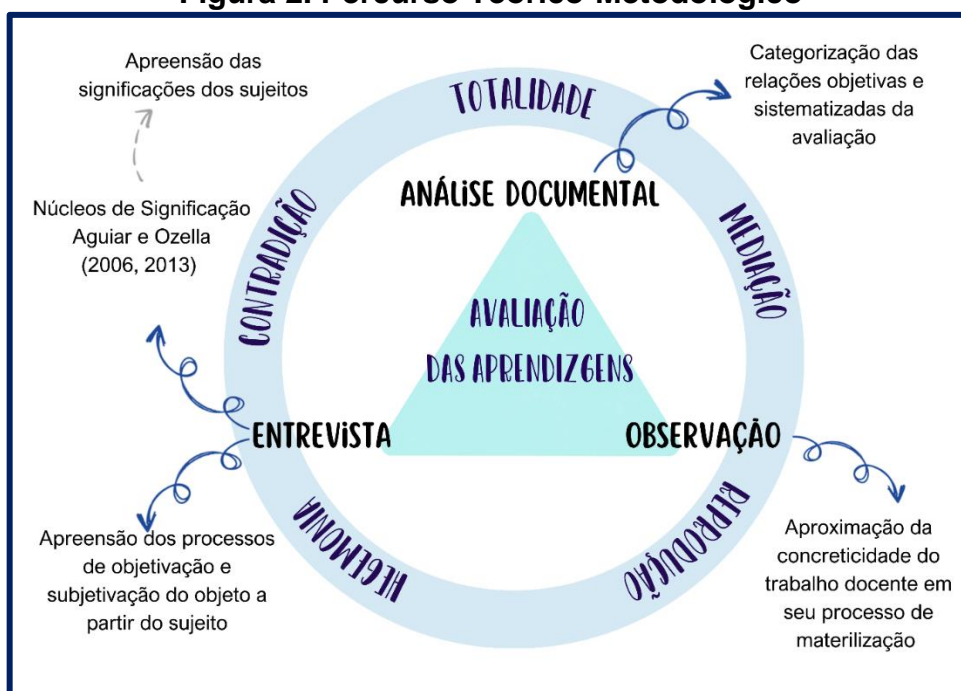 Figura 2. Percurso Teórico-Metodológico
Apreensão das
significações dos sujeitos
Categorização das
relações objetivas e
sistematizadas da
avaliação
TOTALIDADE
ANÁLISE DOCUMENTAL
Núcleos de Significação
Aguiar e Ozella
(2006, 2013)
CONTRADIÇÃO
MEDIAÇÃO
AVALIAÇÃO
DAS APRENDIZGENS
ENTREVISTA
OBSERVAÇÃO
HEGEMONIA
REPRODUÇÃO
Apreensão dos processos
de objetivação e
subjetivação do objeto a
partir do sujeito
Aproximação da
concreticidade do
trabalho docente em
seu processo de
materilização